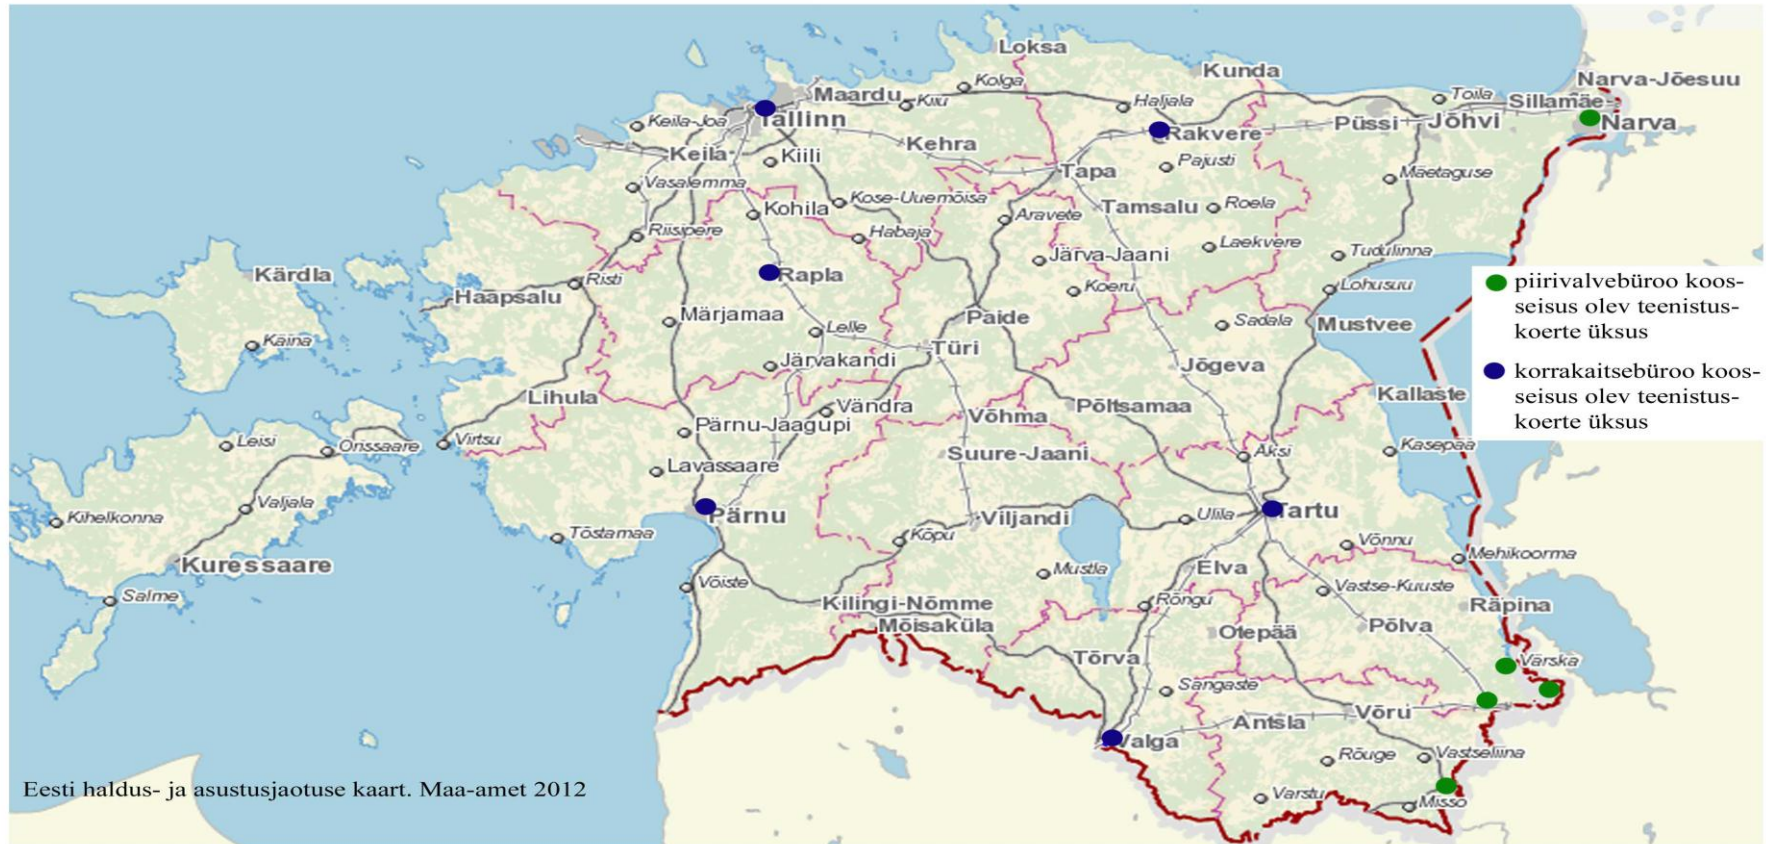 Loksa
Kolga
Kunda
Narva-Jõesuu
Maardu
Kiiu
Haljala
Toila
Sillamäe
Keila-Joa
Tallinn
Rakvere
Püssi
Jõhvi
Narva
Keila
Kiili
Kehra
Pajusti
Vasalemma
Tapa
Mäetaguse
Kohila
Kose-Uuemõisa
Aravete
Tamsalu
Roela
Riisipere
Habaja
Järva-Jaani
Laekvere
Tudulinna
Kärdla
Risti
Rapla
Koeru
Lohusuu
Haapsalu
Märjamaa
Lelle
Paide
Sadala
Mustvee
Käina
Türi
Järvakandi
Jõgeva
Kallaste
Lihula
Vändra
Võhma
Põltsamaa
Leisi
Orissaare
Virtsu
Pärnu-Jaagupi
Suure-Jaani
Aksi
Kasepää
Lavassaare
Valjala
Kihelkonna
Pärnu
Viljandi
Ulila
Tartu
Tõstamaa
Kõpu
Võnnu
Mehikoorma
Kuressaare
Mustla
Elva
Vastse-Kuuste
Salme
Võiste
Kilingi-Nõmme
Rõngu
Räpina
Mõisaküla
Otepää
Põlva
Tõrva
Värska
Sangaste
Antsla
Võru
Valga
Rõuge
Vastseliina
Varstu
Misso
piirivalvebüroo koos-
seisus olev teenistus-
koerte üksus
korrakaitsebüroo koos-
seisus olev teenistus-
koerte üksus
Eesti haldus- ja asustusjaotuse kaart. Maa-amet 2012